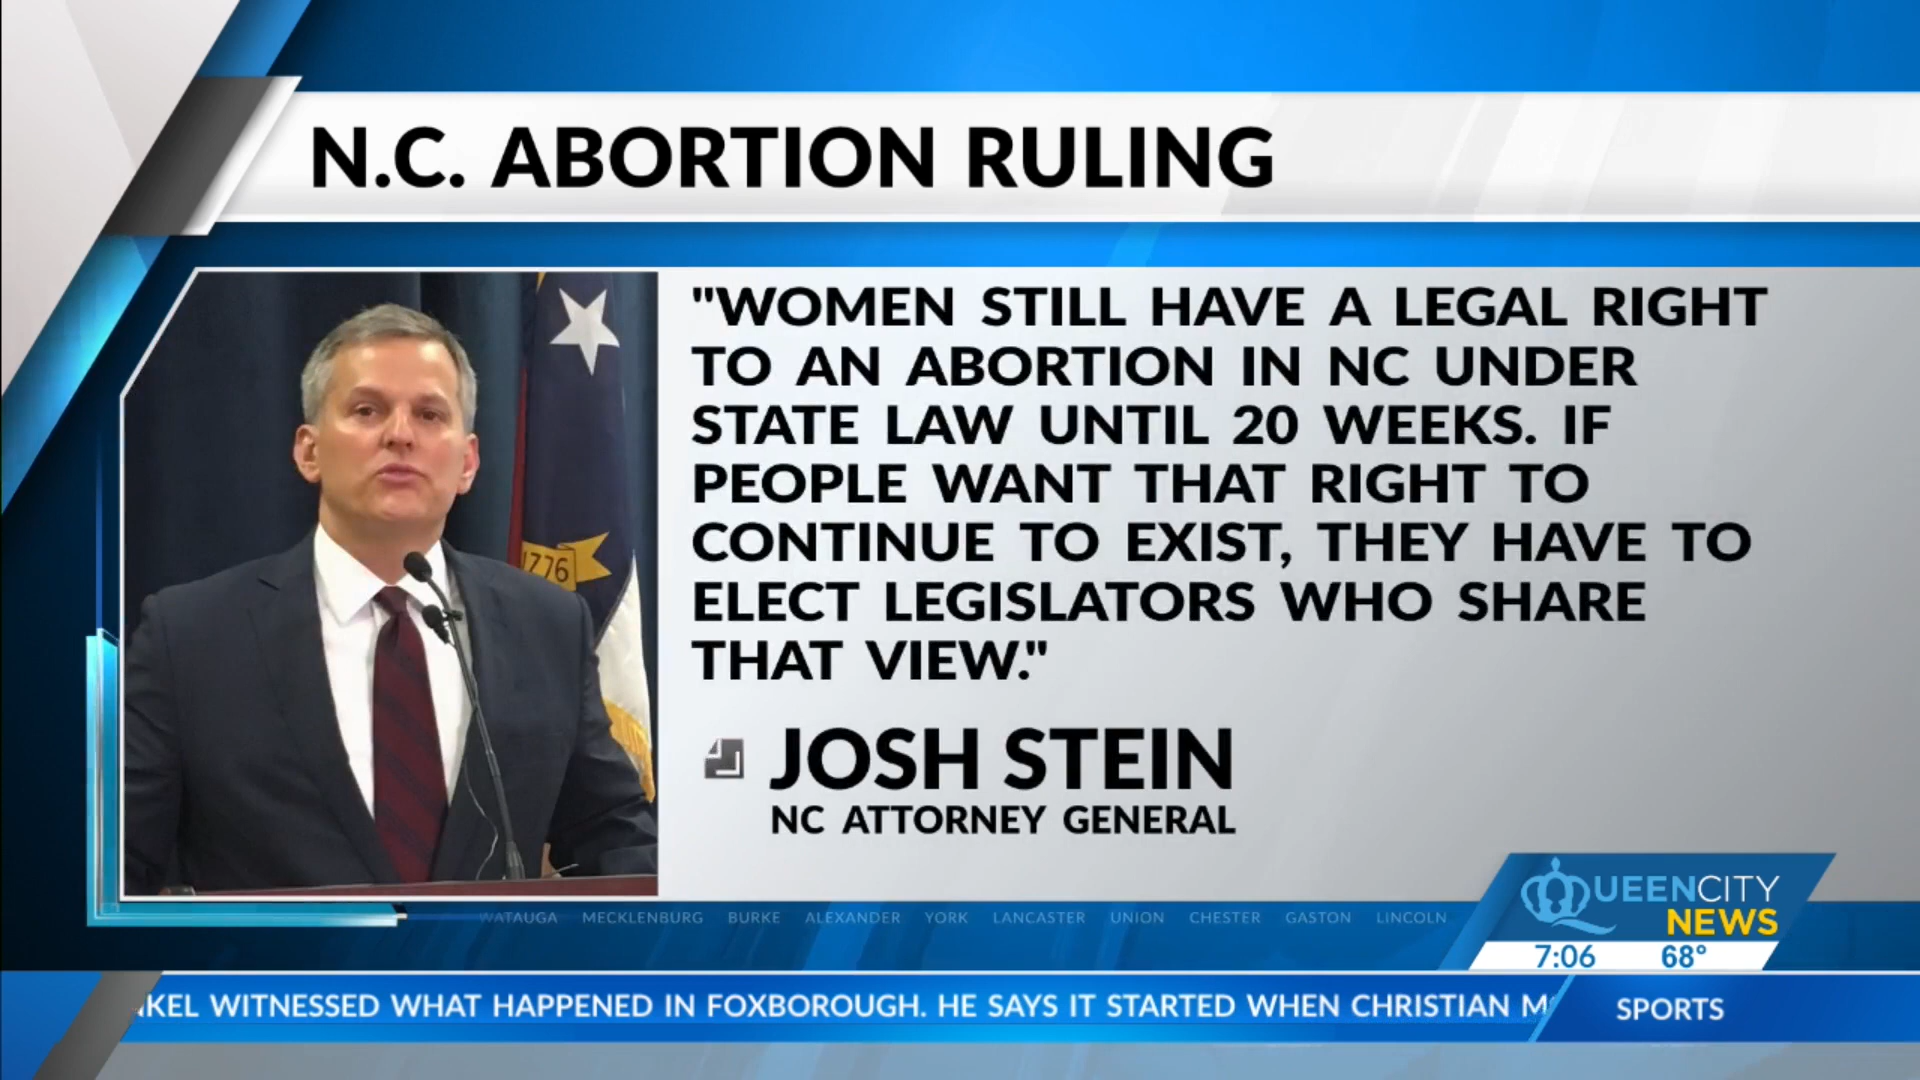 N.C. ABORTION RULING
"WOMEN STILL HAVE A LEGAL RIGHT
TO AN ABORTION IN NC UNDER
STATE LAW UNTIL 20 WEEKS. IF
PEOPLE WANT THAT RIGHT TO
CONTINUE TO EXIST, THEY HAVE TO
ELECT LEGISLATORS WHO SHARE
THAT VIEW."
1776
JOSH STEIN
NC ATTORNEY GENERAL
WATAUGA MECKLENBURG BURKE ALEXANDER YORK LANCASTER UNION CHESTER GASTON LINCOLN
QUEENCITY
NEWS
7:06 68°
WITNESSED WHAT HAPPENED IN FOXBOROUGH. HE SAYS IT STARTED WHEN CHRISTIAN
SPORTS